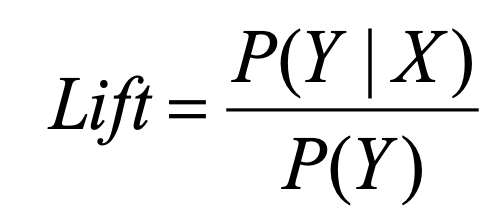 Lift = P(Y | X) / P(Y)